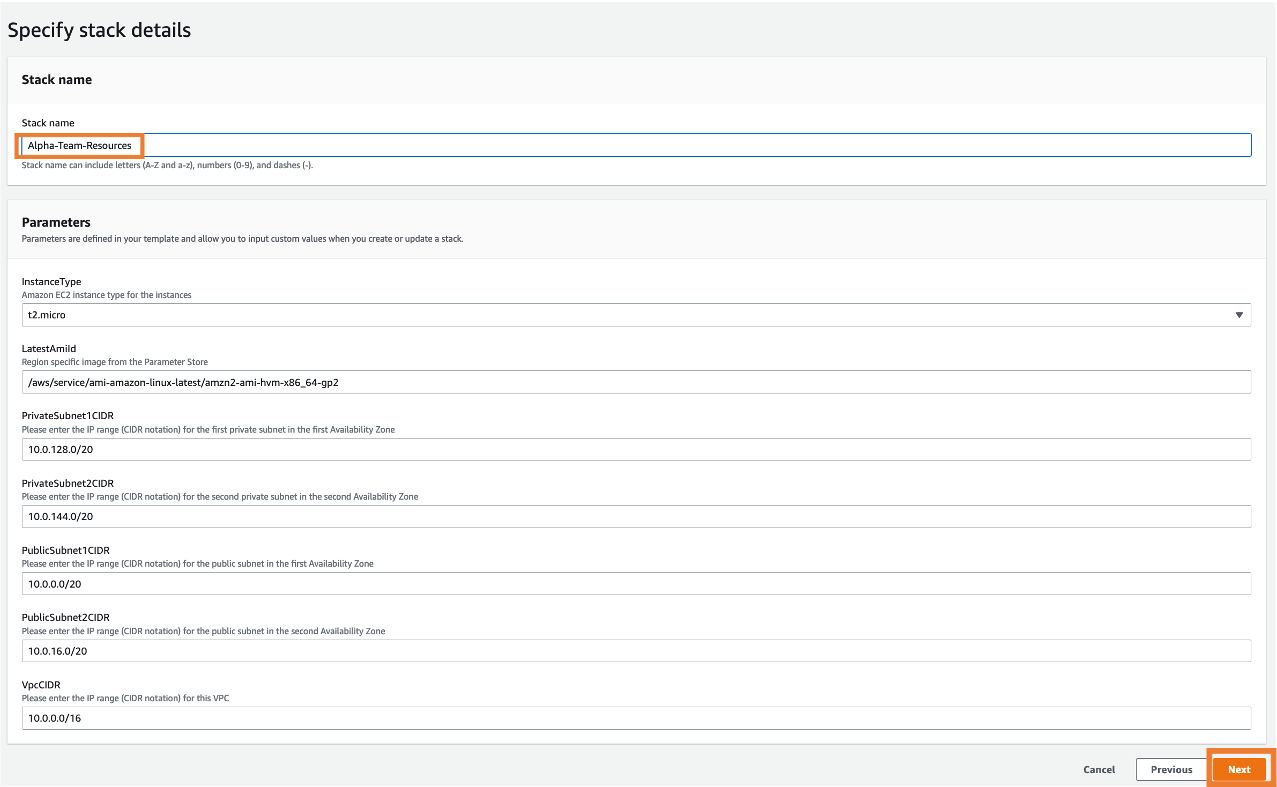 Specify stack details
Stack name
Stack name
Alpha-Team-Resources
Stack name can include letters (A-Z and a-z), numbers (0-9), and dashes (-).
Parameters
Parameters are defined in your template and allow you to input custom values when you create or update a stack.
InstanceType
Amazon EC2 instance type for the instances
t2.micro
LatestAmiId
Region specific image from the Parameter Store
/aws/service/ami-amazon-linux-latest/amzn2-ami-hvm-x86_64-gp2
PrivateSubnet1CIDR
Please enter the IP range (CIDR notation) for the first private subnet in the first Availability Zone
10.0.128.0/20
PrivateSubnet2CIDR
Please enter the IP range (CIDR notation) for the second private subnet in the second Availability Zone
10.0.144.0/20
PublicSubnet1CIDR
Please enter the IP range (CIDR notation) for the public subnet in the first Availability Zone
10.0.0.0/20
PublicSubnet2CIDR
Please enter the IP range (CIDR notation) for the public subnet in the second Availability Zone
10.0.16.0/20
VpcCIDR
Please enter the IP range (CIDR notation) for this VPC
10.0.0.0/16
Cancel Previous Next